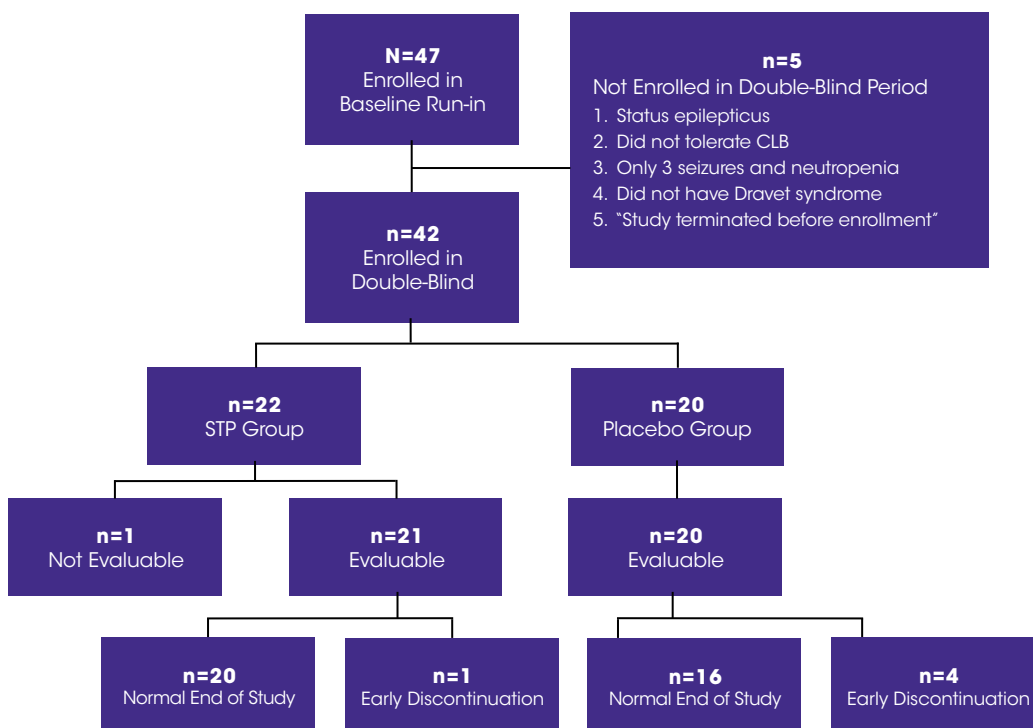 N=47
Enrolled in
Baseline Run-in
n=5
Not Enrolled in Double-Blind Period
1. Status epilepticus
2. Did not tolerate CLB
3. Only 3 seizures and neutropenia
4. Did not have Dravet syndrome
5. “Study terminated before enrollment”
n=42
Enrolled in
Double-Blind
n=22
STP Group
n=20
Placebo Group
n=1
Not Evaluable
n=21
Evaluable
n=20
Evaluable
n=20
Normal End of Study
n=1
Early Discontinuation
n=16
Normal End of Study
n=4
Early Discontinuation